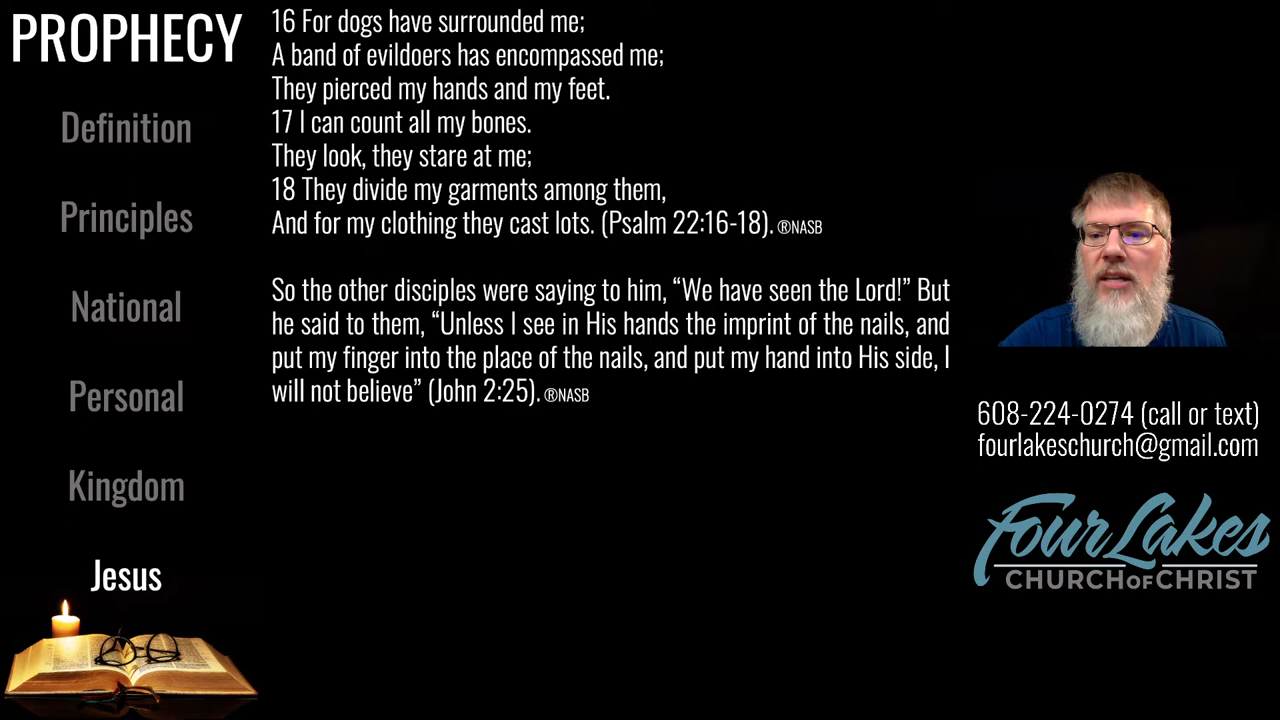 PROPHECY
Definition
Principles
National
Personal
Kingdom
Jesus
16 For dogs have surrounded me;
A band of evildoers has encompassed me;
They pierced my hands and my feet.
17 I can count all my bones.
They look, they stare at me;
18 They divide my garments among them,
And for my clothing they cast lots. (Psalm 22:16-18). ®NASB
So the other disciples were saying to him, “We have seen the Lord!” But
he said to them, “Unless I see in His hands the imprint of the nails, and
put my finger into the place of the nails, and put my hand into His side, I
will not believe” (John 2:25). ®NASB
608-224-0274 (call or text)
fourlakeschurch@gmail.com
Four Lakes
CHURCH OF CHRIST